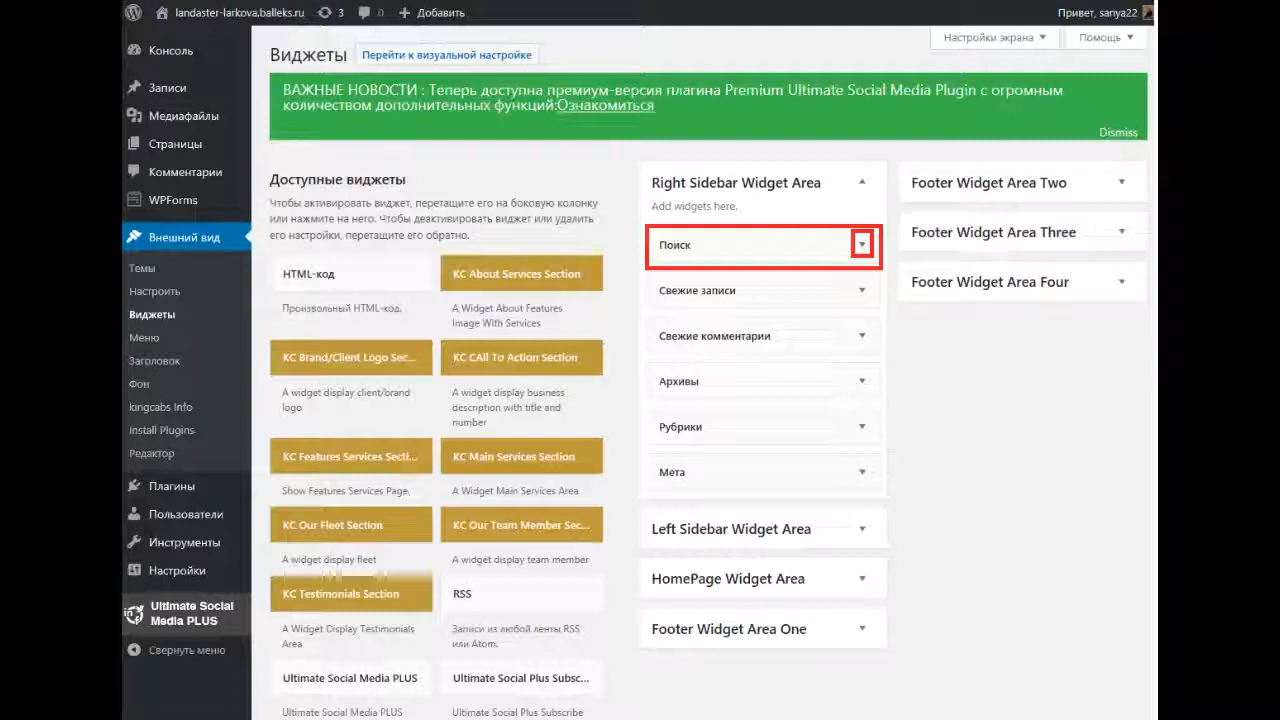 landaster-larkova.balleks.ru 3 0 Добавить Привет, sanya22
Консоль
Записи
Медиафайлы
Страницы
Комментарии
WPForms
Внешний вид
Темы
Настроить
Виджеты
Меню
Заголовок
Фон
kingcabs Info
Install Plugins
Редактор
Плагины
Пользователи
Инструменты
Настройки
Ultimate Social
Media PLUS
Свернуть меню
Настройки экрана
Помощь
Виджеты
Перейти к визуальной настройке
ВАЖНЫЕ НОВОСТИ : Теперь доступна премиум-версия плагина Premium Ultimate Social Media Plugin с огромным
количеством дополнительных функций:Ознакомиться
Dismiss
Доступные виджеты
Чтобы активировать виджет, перетащите его на боковую колонку
или нажмите на него. Чтобы деактивировать виджет или удалить
его настройки, перетащите его обратно.
HTML-код
Произвольный HTML-код.
KC About Services Section
A Widget About Features
Image With Services
KC Brand/Client Logo Sec...
A widget display client/brand
logo
KC CAll To Action Section
A widget display business
description with title and
number
KC Features Services Secti...
Show Features Services Page.
KC Main Services Section
A Widget Main Services Area
KC Our Fleet Section
A widget display fleet
KC Our Team Member Sec...
A widget display team member
KC Testimonials Section
A Widget Display Testimonials
Area
RSS
Записи из любой ленты RSS
или Atom.
Ultimate Social Media PLUS
Ultimate Social Media PLUS
Ultimate Social Plus Subsc...
Ultimate Social Plus Subscribe
Right Sidebar Widget Area
Add widgets here.
Поиск
Свежие записи
Свежие комментарии
Архивы
Рубрики
Мета
Left Sidebar Widget Area
HomePage Widget Area
Footer Widget Area One
Footer Widget Area Two
Footer Widget Area Three
Footer Widget Area Four